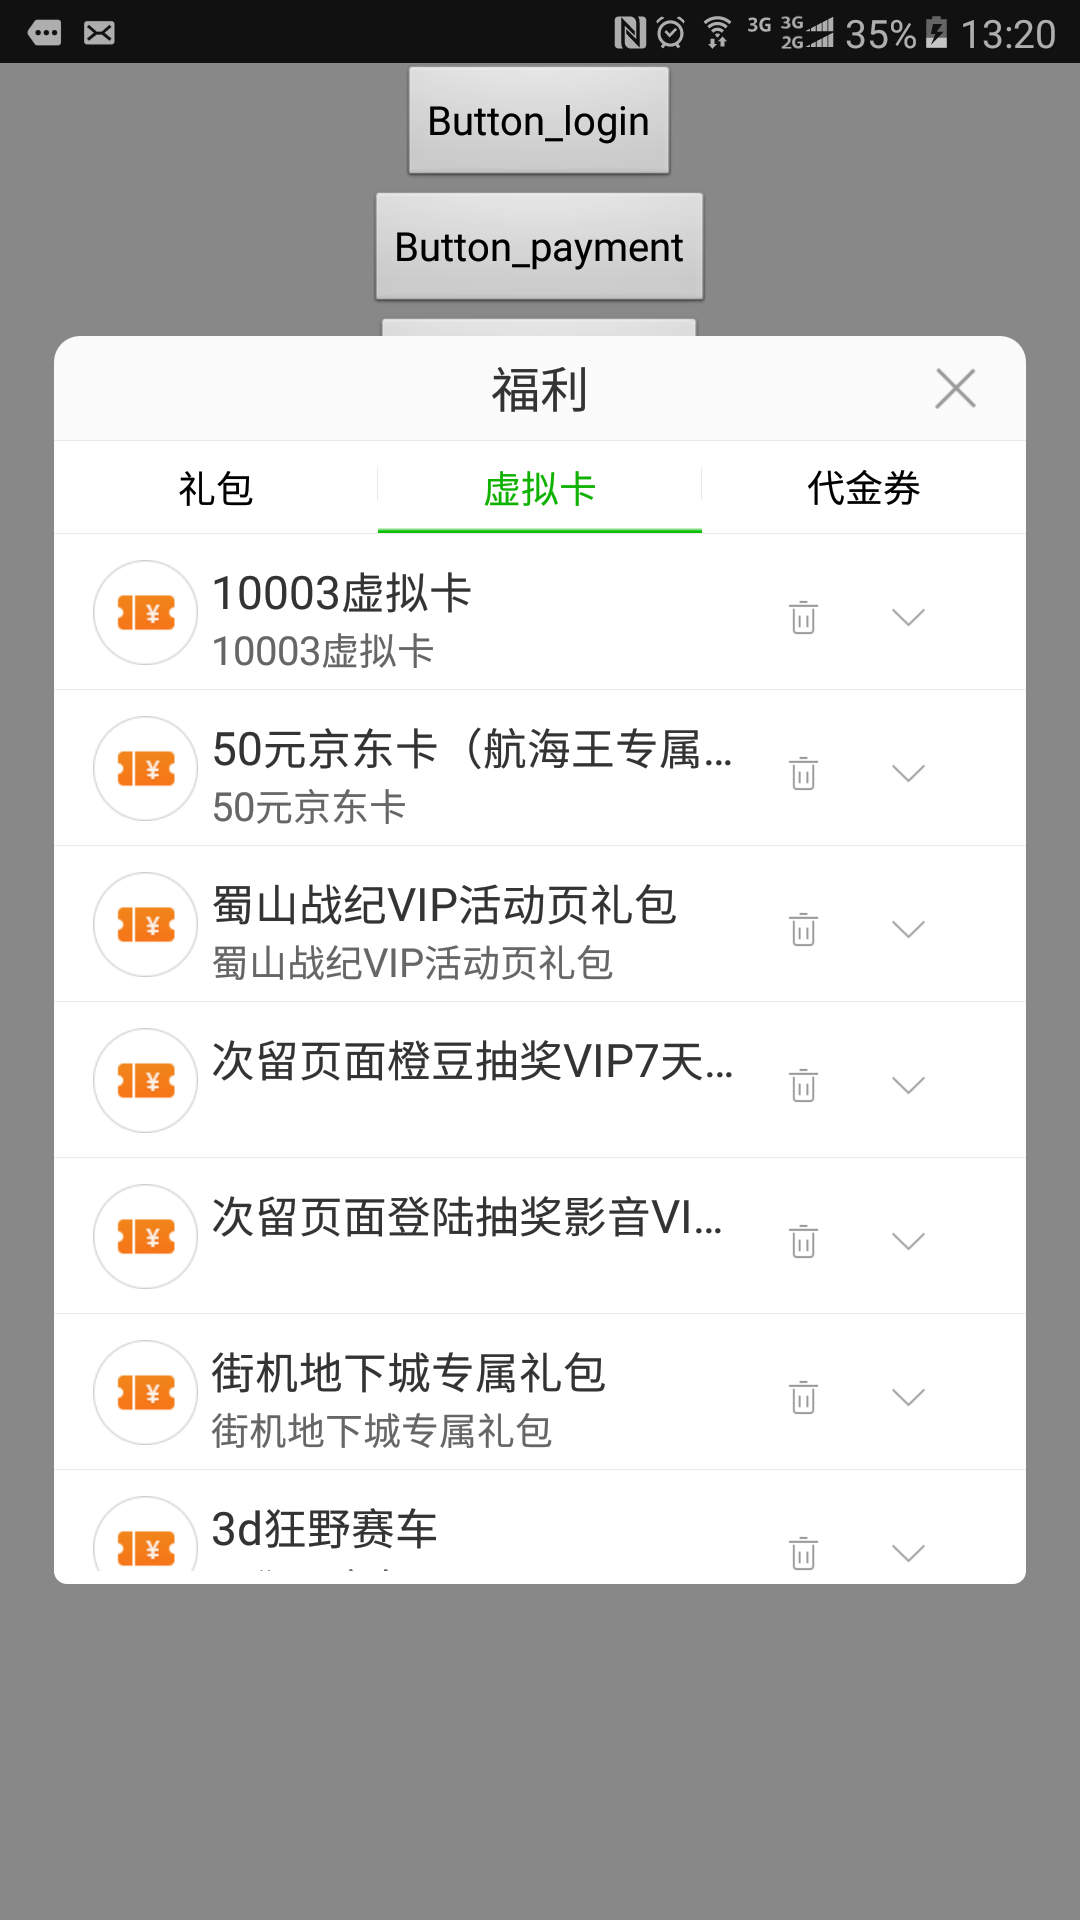 3G 3G 2G 35% 13:20
Button_login
Button_payment
福利
礼包 虚拟卡 代金券
¥ 10003虚拟卡
10003虚拟卡
¥ 50元京东卡（航海王专属...
50元京东卡
¥ 蜀山战纪VIP活动页礼包
蜀山战纪VIP活动页礼包
¥ 次留页面橙豆抽奖VIP7天...
¥ 次留页面登陆抽奖影音VI...
¥ 街机地下城专属礼包
街机地下城专属礼包
¥ 3d狂野赛车